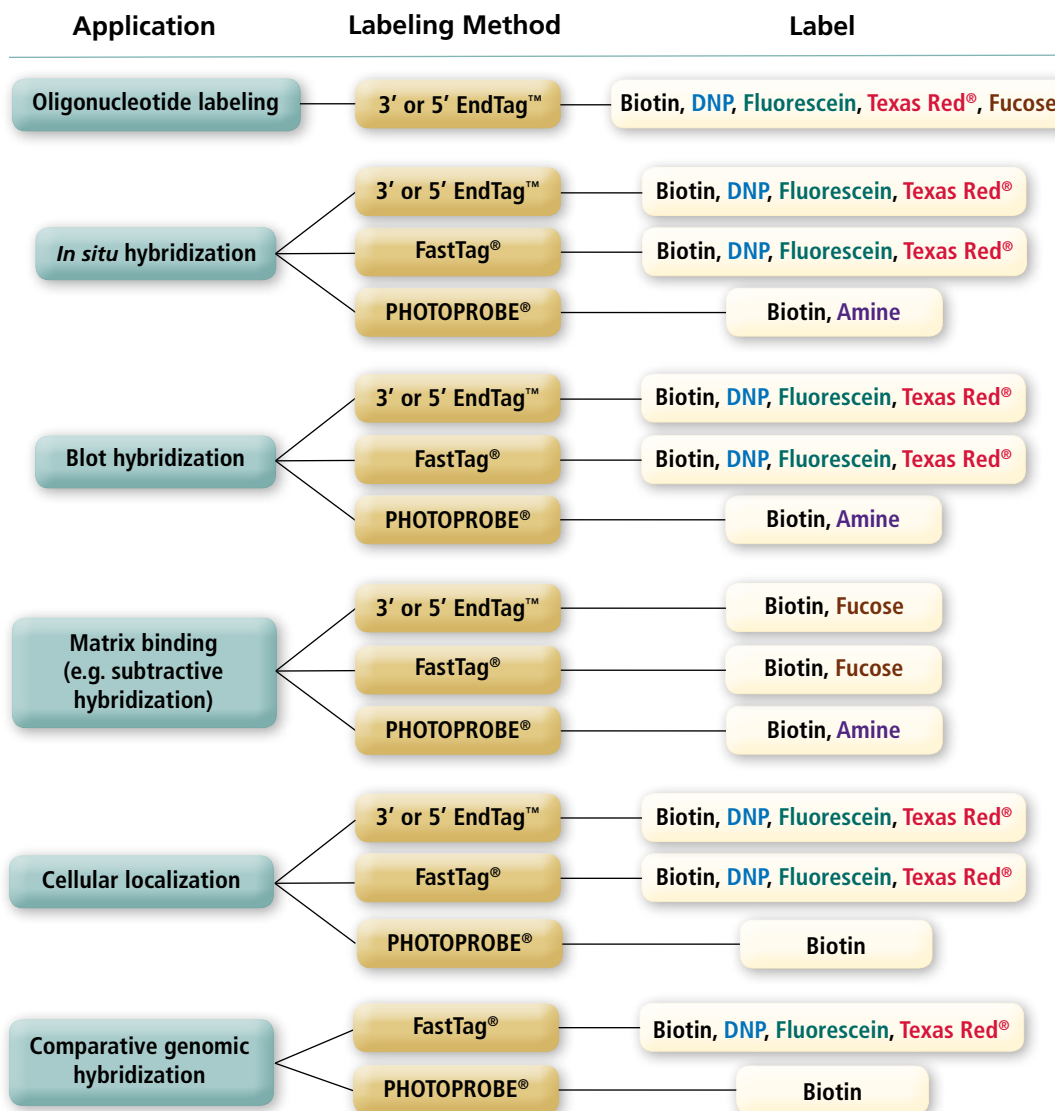 Application Labeling Method Label
Oligonucleotide labeling 3′ or 5′ EndTag™ Biotin, DNP, Fluorescein, Texas Red®, Fucose
In situ hybridization
3′ or 5′ EndTag™ Biotin, DNP, Fluorescein, Texas Red®
FastTag® Biotin, DNP, Fluorescein, Texas Red®
PHOTOPROBE® Biotin, Amine
Blot hybridization
3′ or 5′ EndTag™ Biotin, DNP, Fluorescein, Texas Red®
FastTag® Biotin, DNP, Fluorescein, Texas Red®
PHOTOPROBE® Biotin, Amine
Matrix binding
(e.g. subtractive
hybridization)
3′ or 5′ EndTag™ Biotin, Fucose
FastTag® Biotin, Fucose
PHOTOPROBE® Biotin, Amine
Cellular localization
3′ or 5′ EndTag™ Biotin, DNP, Fluorescein, Texas Red®
FastTag® Biotin, DNP, Fluorescein, Texas Red®
PHOTOPROBE® Biotin
Comparative genomic
hybridization
FastTag® Biotin, DNP, Fluorescein, Texas Red®
PHOTOPROBE® Biotin